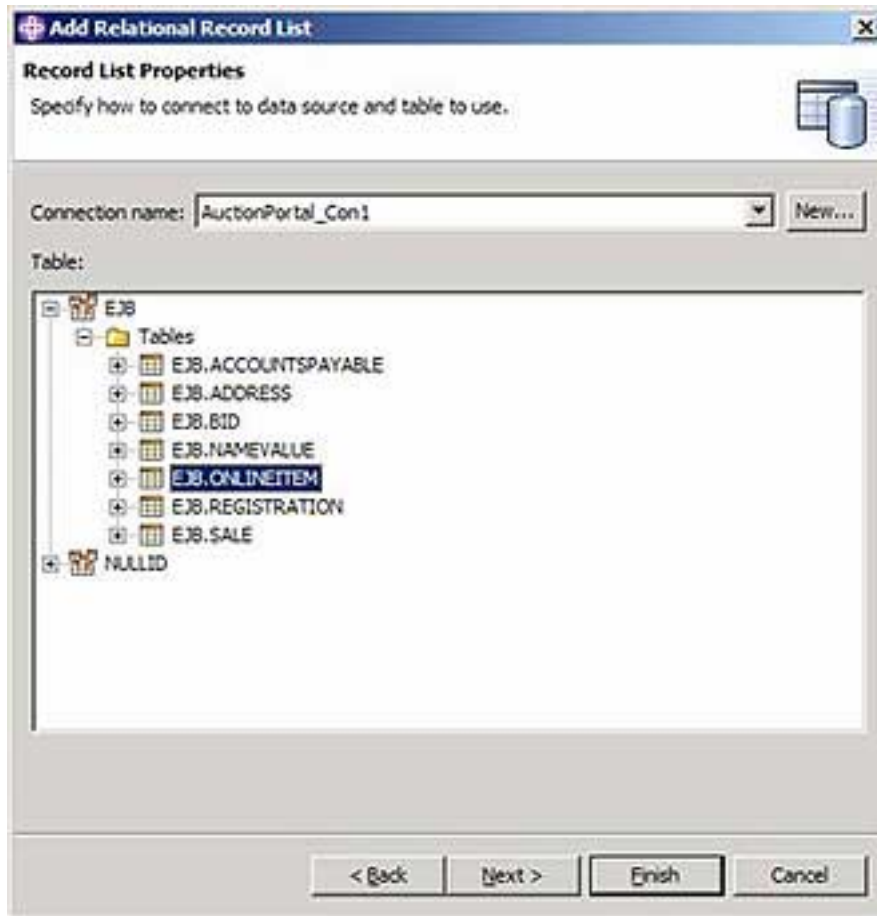 Add Relational Record List
Record List Properties
Specify how to connect to data source and table to use.
Connection name: AuctionPortal_Con1 New...
Table:
EJB
Tables
EJB.ACCOUNTSPAYABLE
EJB.ADDRESS
EJB.BID
EJB.NAMEVALUE
EJB.ONLINEITEM
EJB.REGISTRATION
EJB.SALE
NULLID
< Back Next > Finish Cancel